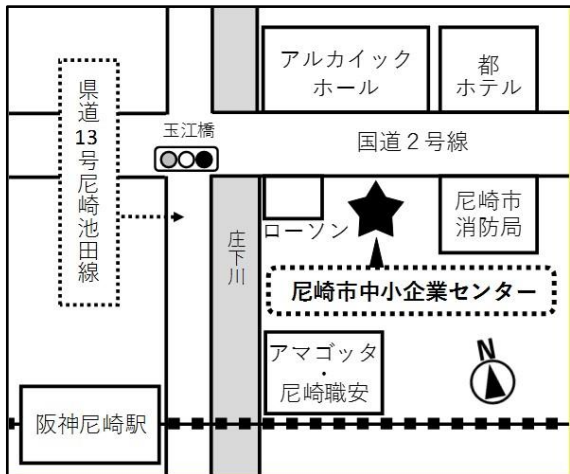 アルカイック
ホール
都
ホテル
県道13号尼崎池田線
玉江橋
国道２号線
ローソン
尼崎市
消防局
庄下川
尼崎市中小企業センター
アマゴッタ
・
尼崎職安
N
阪神尼崎駅